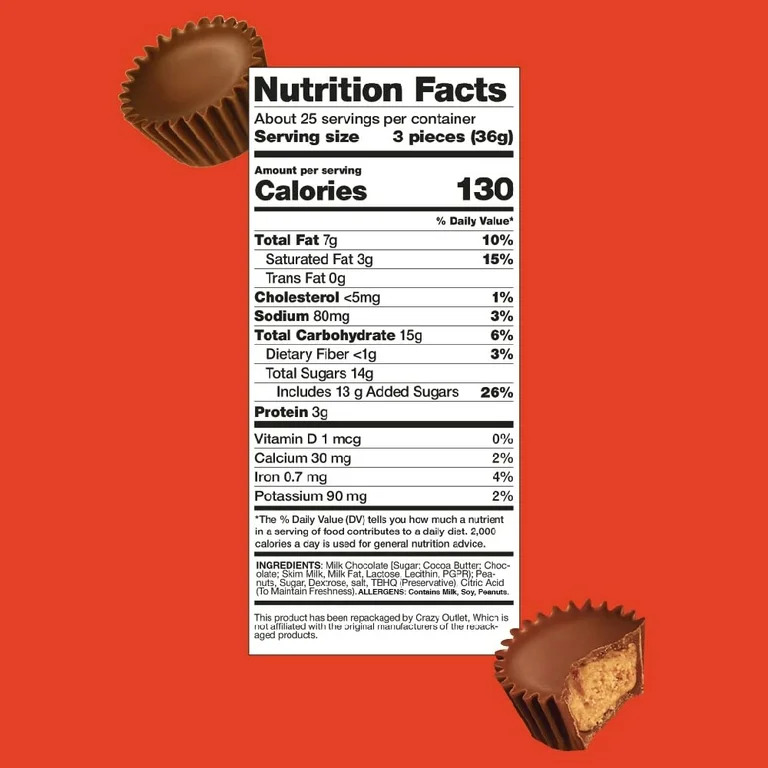 Nutrition Facts
About 25 servings per container
Serving size 3 pieces (36g)
Amount per serving
Calories 130
% Daily Value*
Total Fat 7g 10%
Saturated Fat 3g 15%
Trans Fat 0g
Cholesterol <5mg 1%
Sodium 80mg 3%
Total Carbohydrate 15g 6%
Dietary Fiber <1g 3%
Total Sugars 14g
Includes 13 g Added Sugars 26%
Protein 3g
Vitamin D 1 mcg 0%
Calcium 30 mg 2%
Iron 0.7 mg 4%
Potassium 90 mg 2%
*The % Daily Value (DV) tells you how much a nutrient
in a serving of food contributes to a daily diet. 2,000
calories a day is used for general nutrition advice.
INGREDIENTS: Milk Chocolate [Sugar; Cocoa Butter; Choc-
olate; Skim Milk, Milk Fat, Lactose, Lecithin, PGPR); Pea-
nuts, Sugar, Dextrose, salt, TBHQ (Preservative), Citric Acid
(To Maintain Freshness). ALLERGENS: Contains Milk, Soy, Peanuts.
This product has been repackaged by Crazy Outlet, Which is
not affiliated with the original manufacturers of the repack-
aged products.